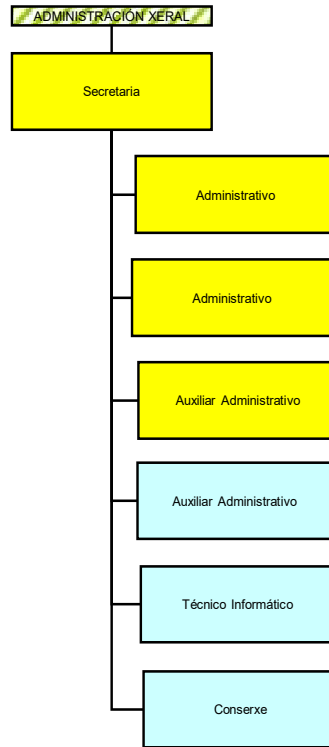 ADMINISTRACIÓN XERAL
Secretaria
Administrativo
Administrativo
Auxiliar Administrativo
Auxiliar Administrativo
Técnico Informático
Conserxe